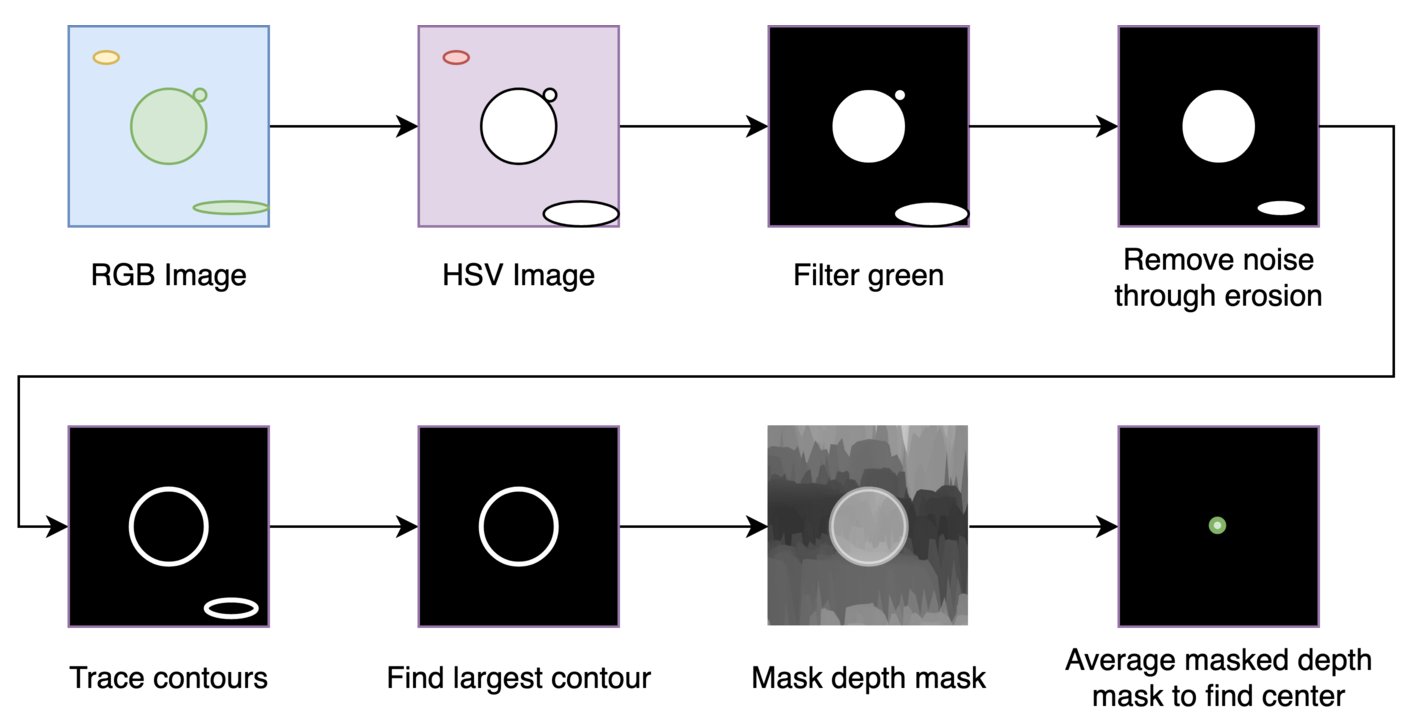 RGB Image
HSV Image
Filter green
Remove noise
through erosion
Trace contours
Find largest contour
Mask depth mask
Average masked depth
mask to find center